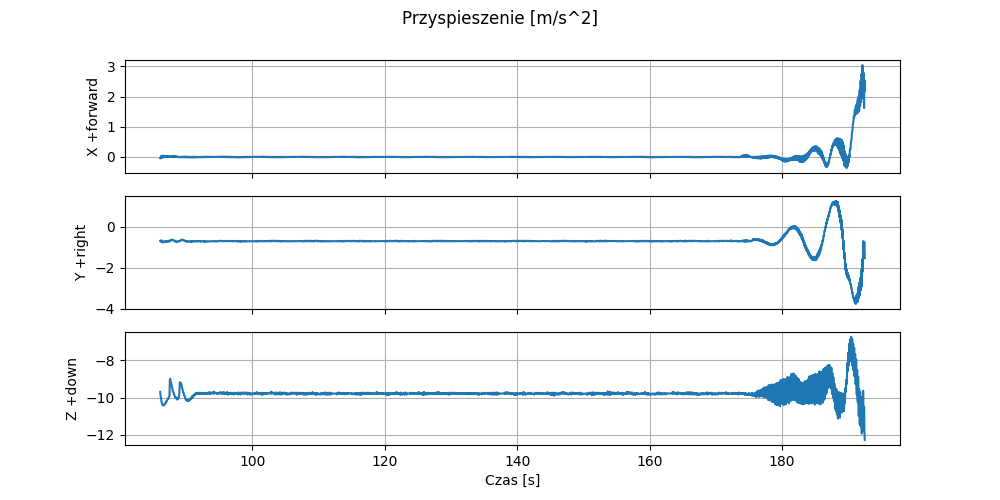 Przyspieszenie [m/s^2]
X +forward
3
2
1
0
Y +right
0
−2
−4
Z +down
−8
−10
−12
100 120 140 160 180
Czas [s]